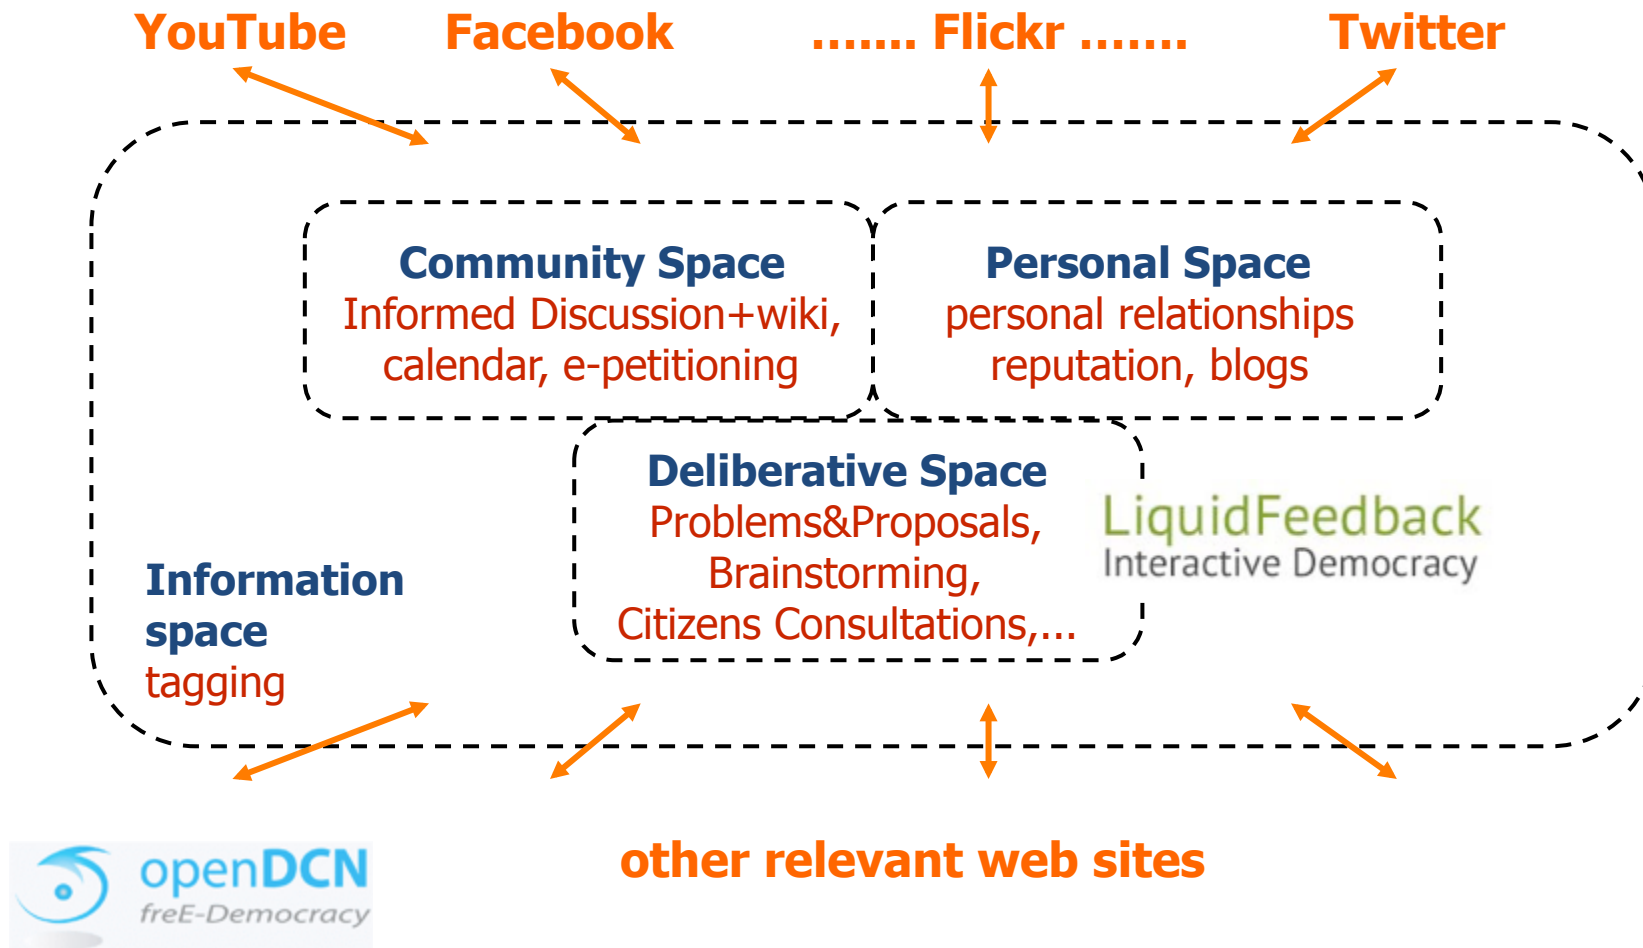 YouTube Facebook ....... Flickr ....... Twitter
Community Space
Informed Discussion+wiki,
calendar, e-petitioning
Personal Space
personal relationships
reputation, blogs
Deliberative Space
Problems&Proposals,
Brainstorming,
Citizens Consultations,...
LiquidFeedback
Interactive Democracy
Information
space
tagging
other relevant web sites
openDCN
freE-Democracy